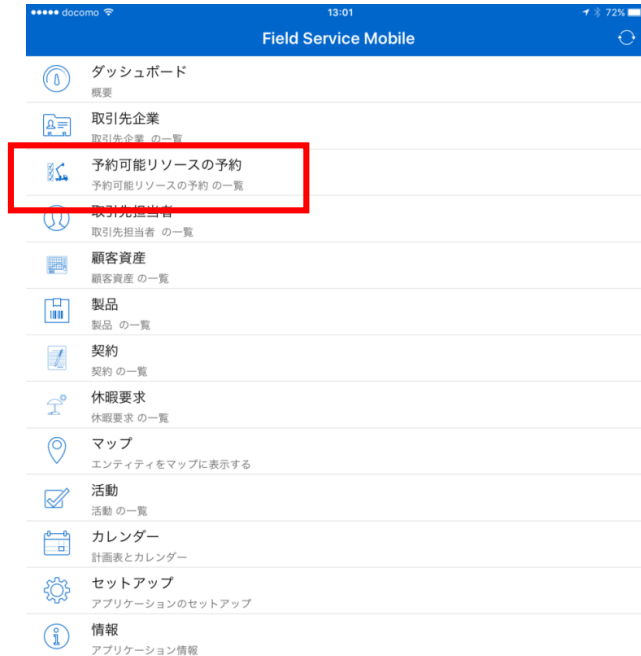 docomo 13:01 72%
Field Service Mobile
ダッシュボード
概要
取引先企業
取引先企業 の一覧
予約可能リソースの予約
予約可能リソースの予約 の一覧
取引先担当者
取引先担当者 の一覧
顧客資産
顧客資産 の一覧
製品
製品 の一覧
契約
契約 の一覧
休暇要求
休暇要求 の一覧
マップ
エンティティをマップに表示する
活動
活動 の一覧
カレンダー
計画表とカレンダー
セットアップ
アプリケーションのセットアップ
情報
アプリケーション情報